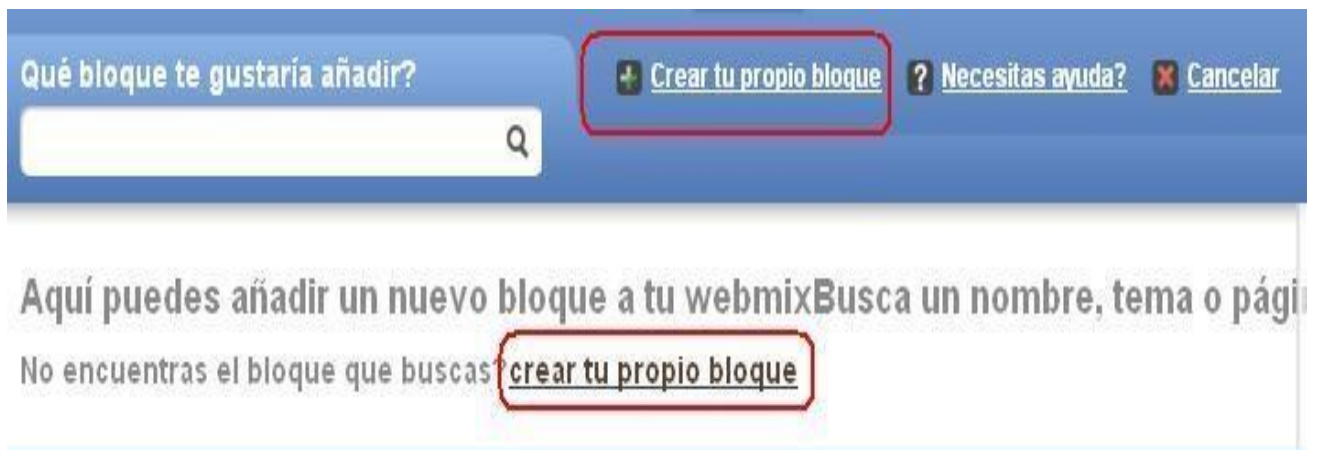 Qué bloque te gustaría añadir?
Crear tu propio bloque
Necesitas ayuda?
Cancelar
Aquí puedes añadir un nuevo bloque a tu webmixBusca un nombre, tema o pági
No encuentras el bloque que buscas? crear tu propio bloque